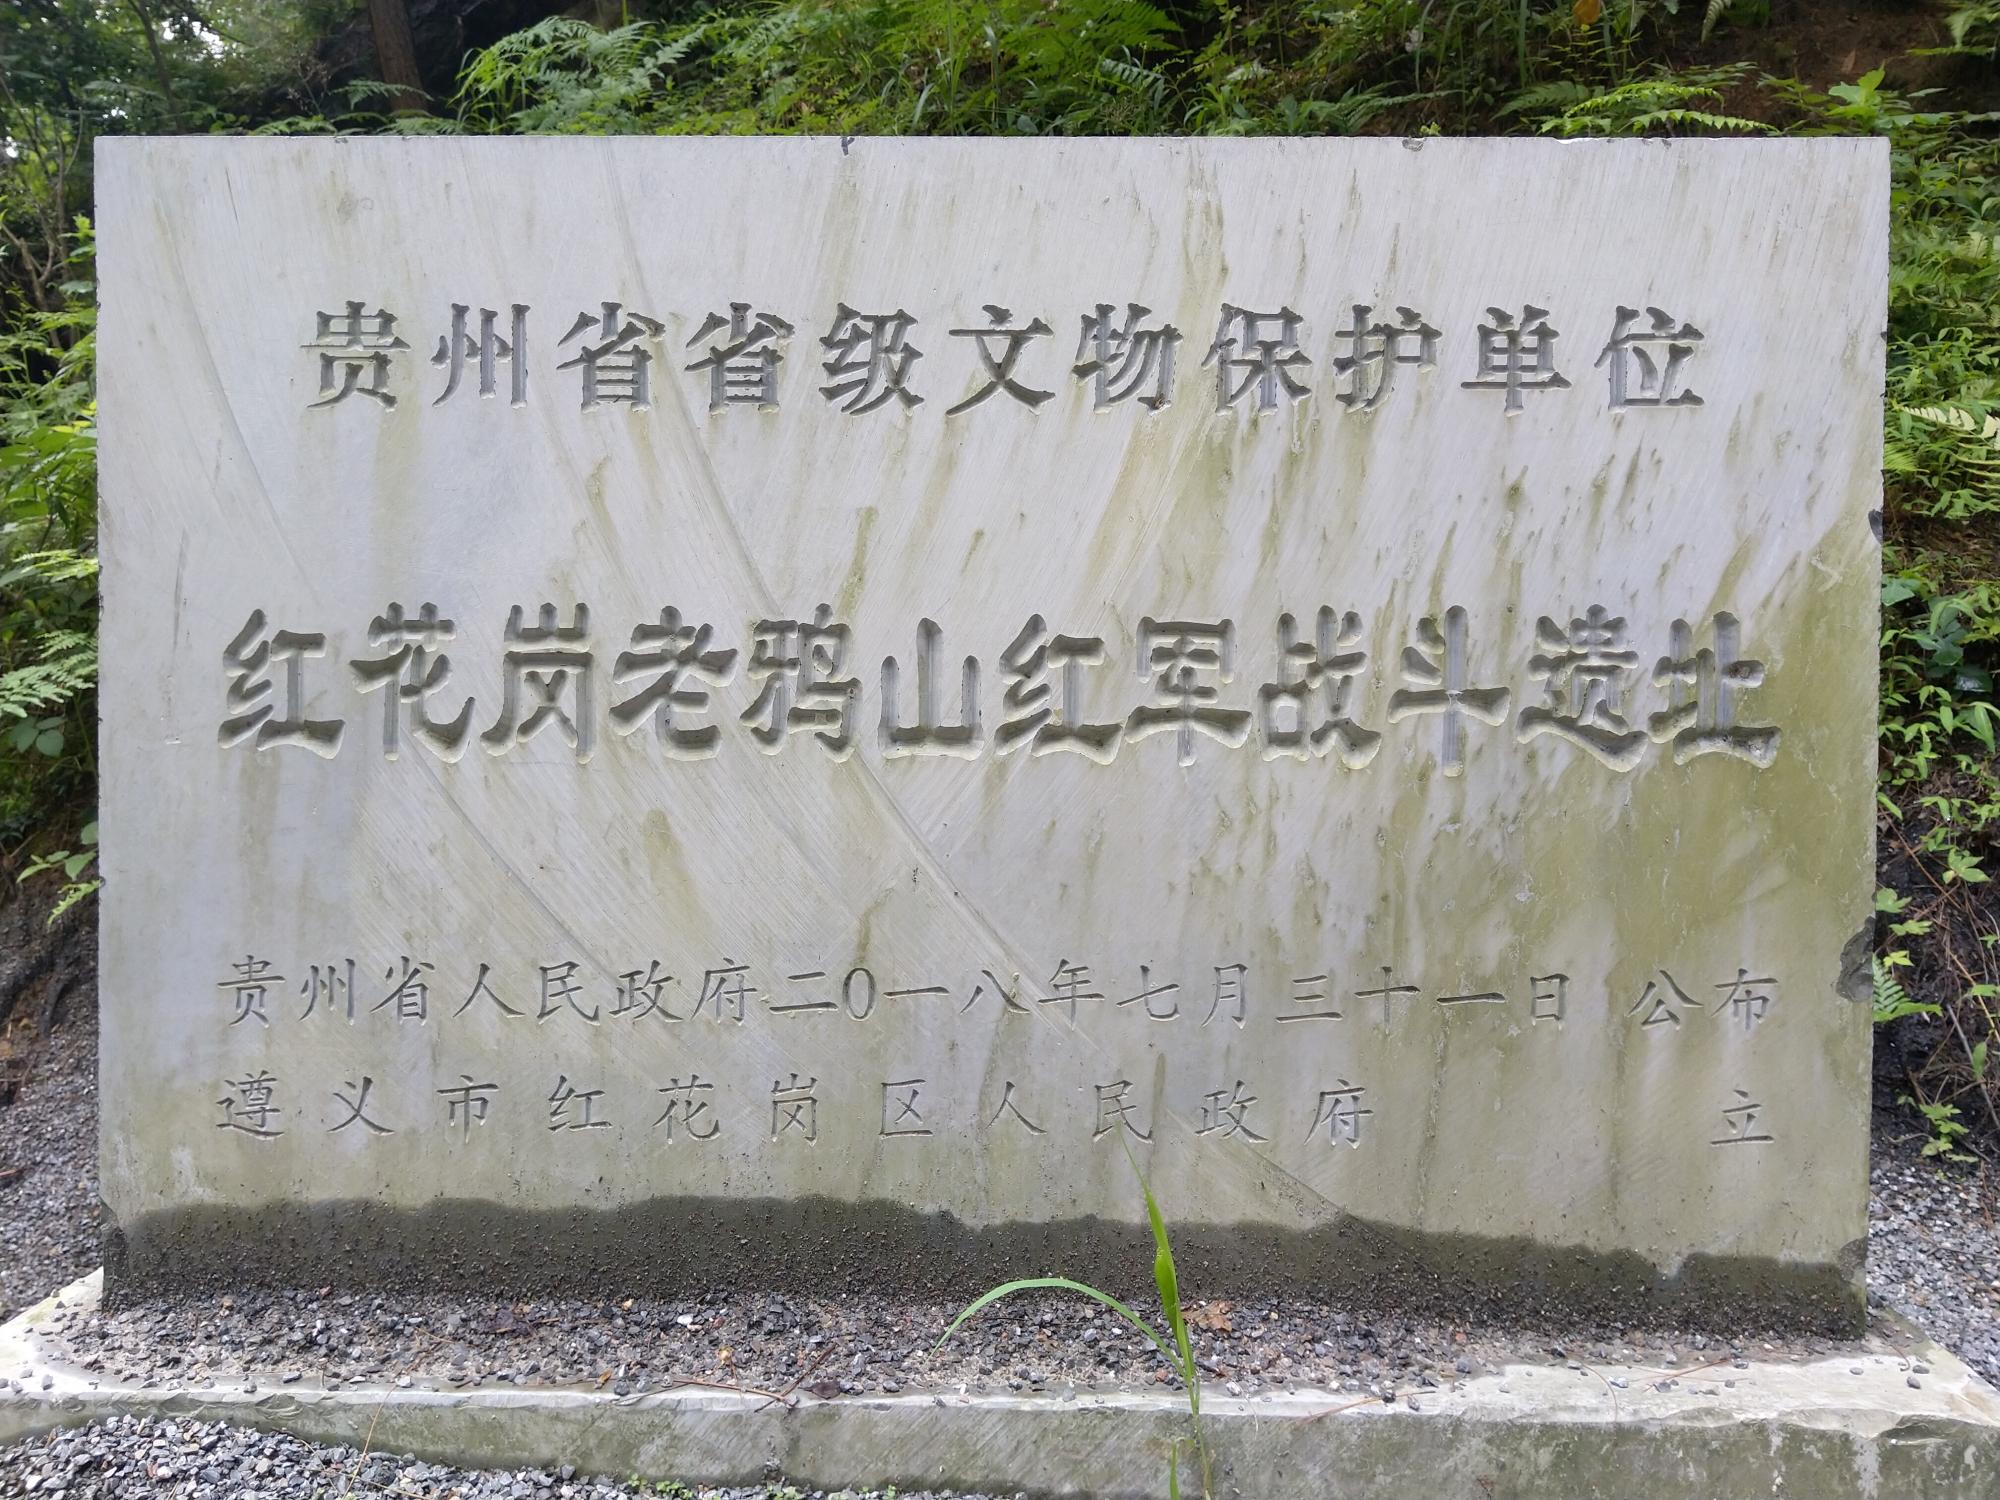 贵州省省级文物保护单位
红花岗老鸦山红军战斗遗址
贵州省人民政府二0一八年七月三十一日 公布
遵义市红花岗区人民政府 立